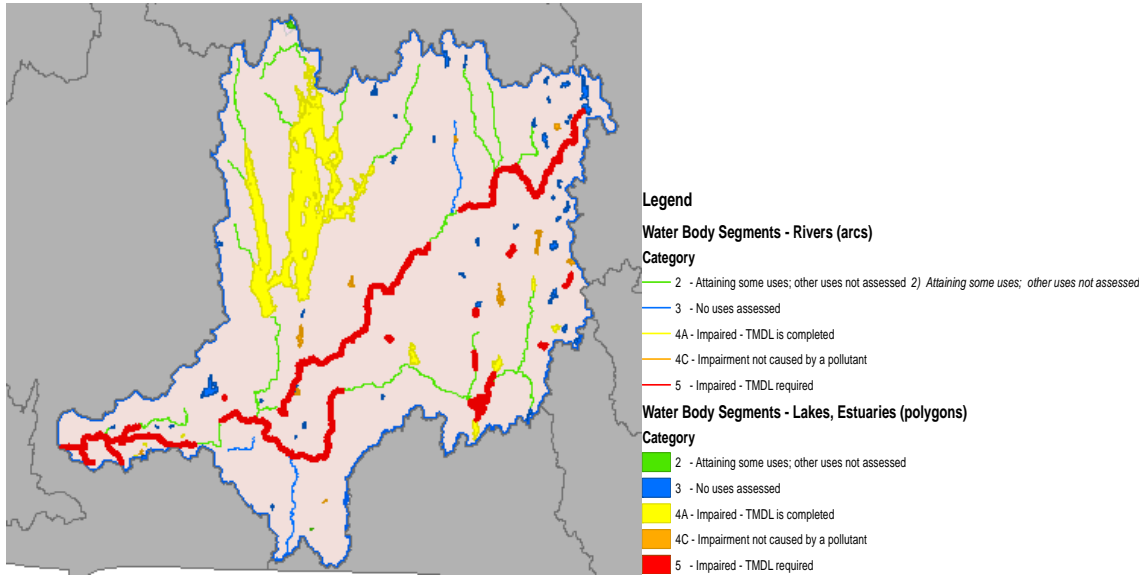 Legend
Water Body Segments - Rivers (arcs)
Category
2 - Attaining some uses; other uses not assessed 2) Attaining some uses; other uses not assessed
3 - No uses assessed
4A - Impaired - TMDL is completed
4C - Impairment not caused by a pollutant
5 - Impaired - TMDL required
Water Body Segments - Lakes, Estuaries (polygons)
Category
2 - Attaining some uses; other uses not assessed
3 - No uses assessed
4A - Impaired - TMDL is completed
4C - Impairment not caused by a pollutant
5 - Impaired - TMDL required